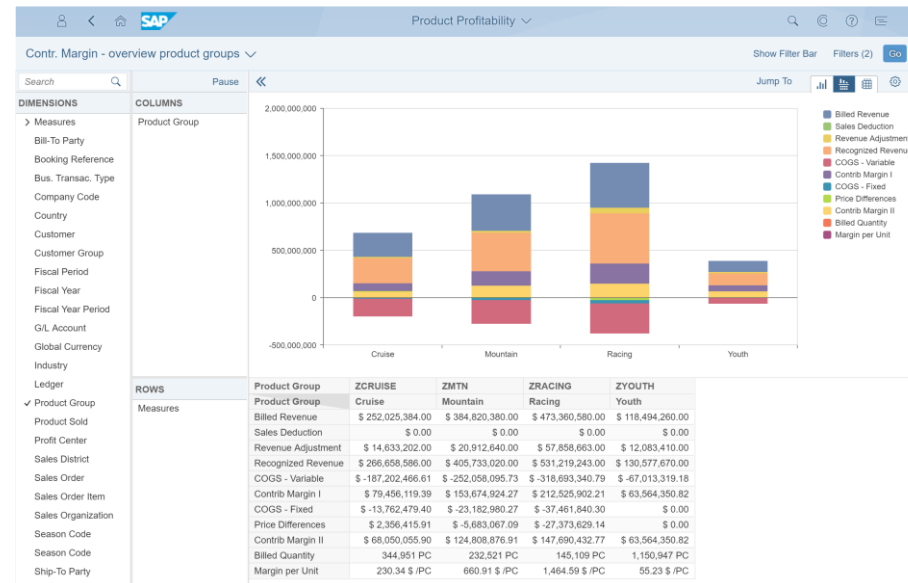 SAP Product Profitability
Contr. Margin - overview product groups Show Filter Bar Filters (2) Go
Search Pause Jump To
DIMENSIONS
Measures
Bill-To Party
Booking Reference
Bus. Transac. Type
Company Code
Country
Customer
Customer Group
Fiscal Period
Fiscal Year
Fiscal Year Period
G/L Account
Global Currency
Industry
Ledger
Product Group
Product Sold
Profit Center
Sales District
Sales Order
Sales Order Item
Sales Organization
Season Code
Season Code
Ship-To Party
COLUMNS
Product Group
ROWS
Measures
2,000,000,000
1,500,000,000
1,000,000,000
500,000,000
0
-500,000,000
Cruise Mountain Racing Youth
Billed Revenue
Sales Deduction
Revenue Adjustment
Recognized Revenu
COGS - Variable
Contrib Margin I
COGS - Fixed
Price Differences
Contrib Margin II
Billed Quantity
Margin per Unit
Product Group ZCRUISE ZMTN ZRACING ZYOUTH
Product Group Cruise Mountain Racing Youth
Billed Revenue $ 252,025,384.00 $ 384,820,380.00 $ 473,360,580.00 $ 118,494,260.00
Sales Deduction $ 0.00 $ 0.00 $ 0.00 $ 0.00
Revenue Adjustment $ 14,633,202.00 $ 20,912,640.00 $ 57,858,663.00 $ 12,083,410.00
Recognized Revenue $ 266,658,586.00 $ 405,733,020.00 $ 531,219,243.00 $ 130,577,670.00
COGS - Variable $ -187,202,466.61 $ -252,058,095.73 $ -318,693,340.79 $ -67,013,319.18
Contrib Margin I $ 79,456,119.39 $ 153,674,924.27 $ 212,525,902.21 $ 63,564,350.82
COGS - Fixed $ -13,762,479.40 $ -23,182,980.27 $ -37,461,840.30 $ 0.00
Price Differences $ 2,356,415.91 $ -5,683,067.09 $ -27,373,629.14 $ 0.00
Contrib Margin II $ 68,050,055.90 $ 124,808,876.91 $ 147,690,432.77 $ 63,564,350.82
Billed Quantity 344,951 PC 232,521 PC 145,109 PC 1,150,947 PC
Margin per Unit 230.34 $ /PC 660.91 $ /PC 1,464.59 $ /PC 55.23 $ /PC